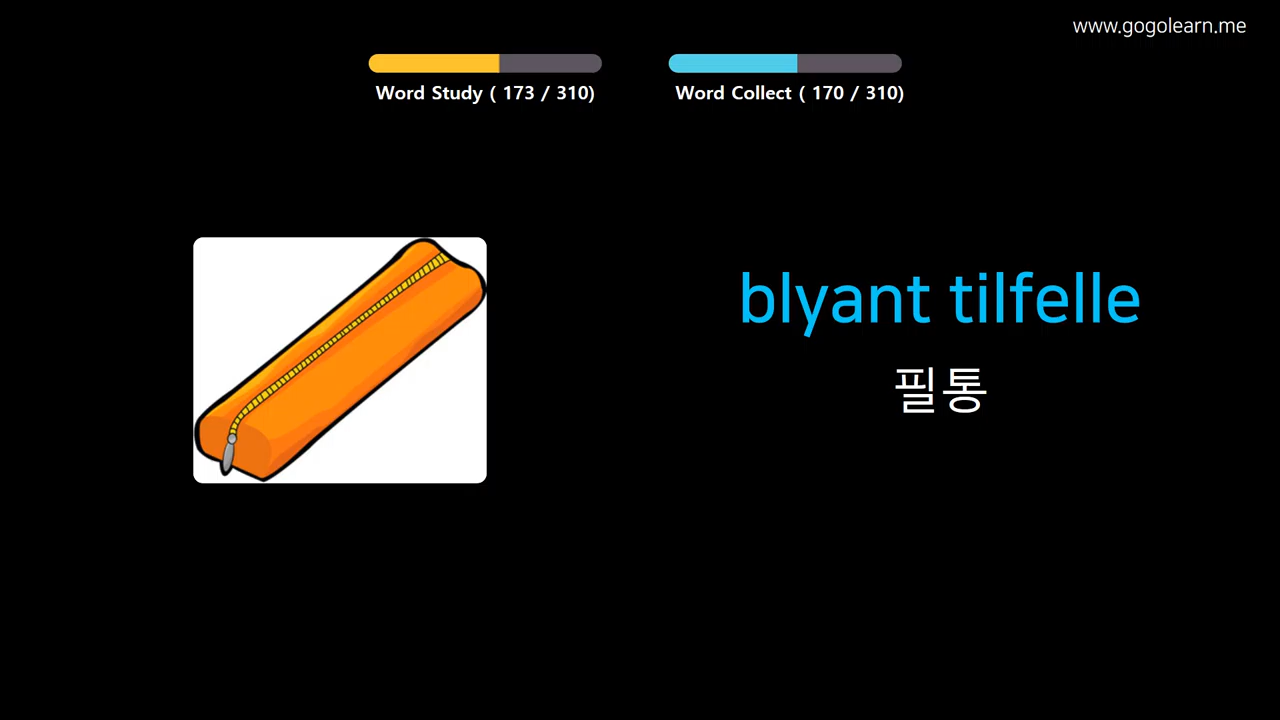 www.gogolearn.me
Word Study ( 173 / 310)
Word Collect ( 170 / 310)
blyant tilfelle
필통